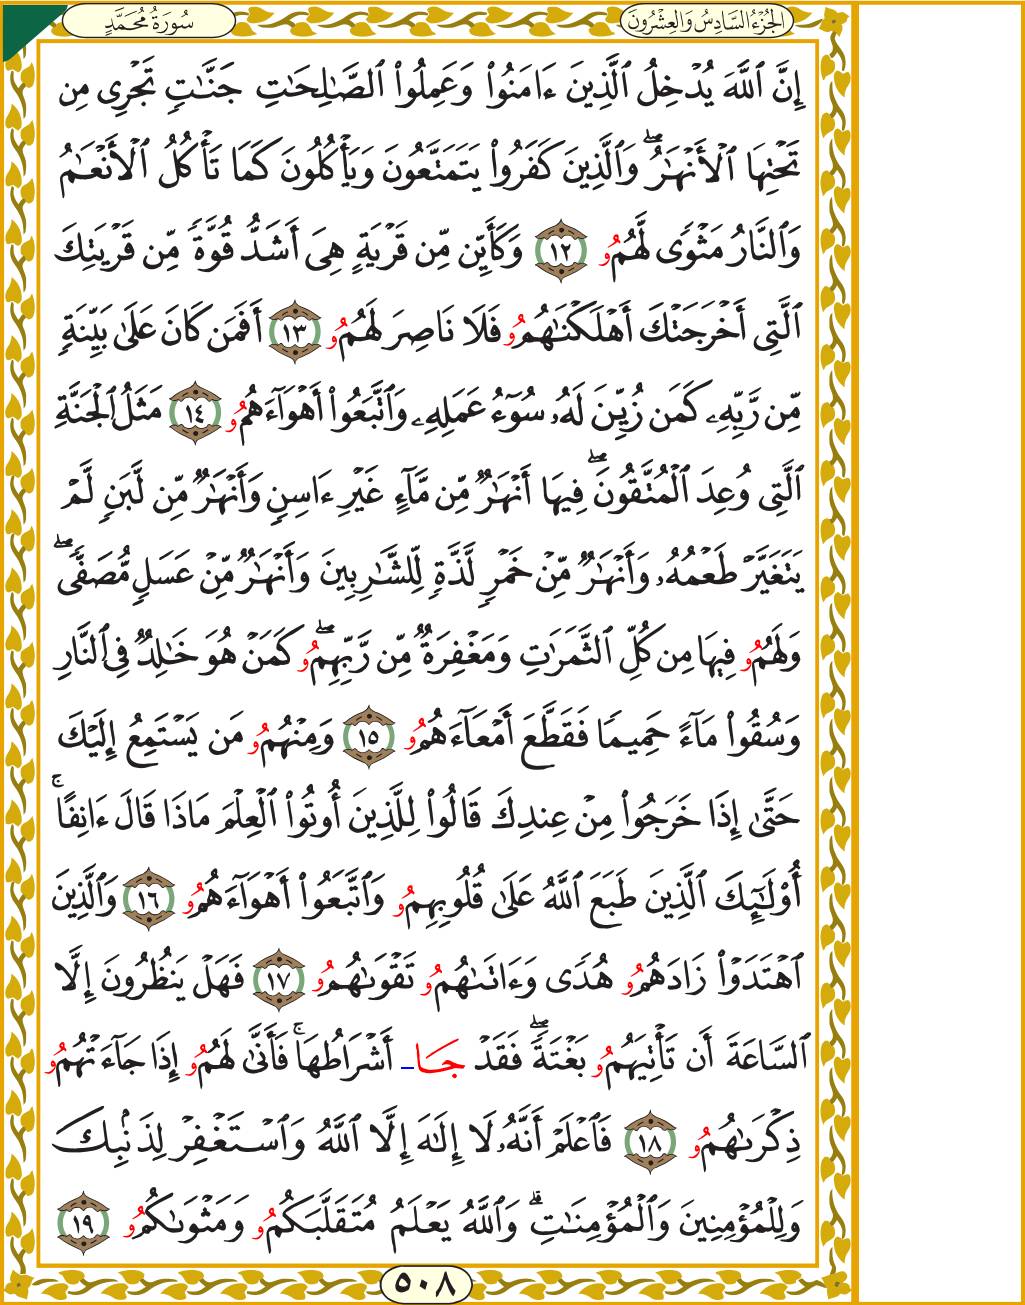 الجُزْءُ السَّادِسُ وَالعِشْرُونَ
سُورَةُ مُحَمَّدٍ
إِنَّ ٱللَّهَ يُدۡخِلُ ٱلَّذِينَ ءَامَنُواْ وَعَمِلُواْ ٱلصَّٰلِحَٰتِ جَنَّٰتٖ تَجۡرِي مِن
تَحۡتِهَا ٱلۡأَنۡهَٰرُۖ وَٱلَّذِينَ كَفَرُواْ يَتَمَتَّعُونَ وَيَأۡكُلُونَ كَمَا تَأۡكُلُ ٱلۡأَنۡعَٰمُ
وَٱلنَّارُ مَثۡوٗى لَّهُمُۥ ١٢ وَكَأَيِّن مِّن قَرۡيَةٍ هِيَ أَشَدُّ قُوَّةٗ مِّن قَرۡيَتِكَ
ٱلَّتِيٓ أَخۡرَجَتۡكَ أَهۡلَكۡنَٰهُمُۥ فَلَا نَاصِرَ لَهُمُۥ ١٣ أَفَمَن كَانَ عَلَىٰ بَيِّنَةٖ
مِّن رَّبِّهِۦ كَمَن زُيِّنَ لَهُۥ سُوٓءُ عَمَلِهِۦ وَٱتَّبَعُوٓاْ أَهۡوَآءَهُمُۥ ١٤ مَثَلُ ٱلۡجَنَّةِ
ٱلَّتِي وُعِدَ ٱلۡمُتَّقُونَۖ فِيهَآ أَنۡهَٰرٞ مِّن مَّآءٍ غَيۡرِ ءَاسِنٖ وَأَنۡهَٰرٞ مِّن لَّبَنٖ لَّمۡ
يَتَغَيَّرۡ طَعۡمُهُۥ وَأَنۡهَٰرٞ مِّنۡ خَمۡرٖ لَّذَّةٖ لِّلشَّٰرِبِينَ وَأَنۡهَٰرٞ مِّنۡ عَسَلٖ مُّصَفّٗىۖ
وَلَهُمُۥ فِيهَا مِن كُلِّ ٱلثَّمَرَٰتِ وَمَغۡفِرَةٞ مِّن رَّبِّهِمُۥۖ كَمَنۡ هُوَ خَٰلِدٞ فِي ٱلنَّارِ
وَسُقُواْ مَآءً حَمِيمٗا فَقَطَّعَ أَمۡعَآءَهُمُۥ ١٥ وَمِنۡهُمُۥ مَن يَسۡتَمِعُ إِلَيۡكَ
حَتَّىٰٓ إِذَا خَرَجُواْ مِنۡ عِندِكَ قَالُواْ لِلَّذِينَ أُوتُواْ ٱلۡعِلۡمَ مَاذَا قَالَ ءَانِفًاۚ
أُوْلَٰٓئِكَ ٱلَّذِينَ طَبَعَ ٱللَّهُ عَلَىٰ قُلُوبِهِمُۥ وَٱتَّبَعُوٓاْ أَهۡوَآءَهُمُۥ ١٦ وَٱلَّذِينَ
ٱهۡتَدَوۡاْ زَادَهُمُۥ هُدٗى وَءَاتَىٰهُمُۥ تَقۡوَىٰهُمُۥ ١٧ فَهَلۡ يَنظُرُونَ إِلَّا
ٱلسَّاعَةَ أَن تَأۡتِيَهُمُۥ بَغۡتَةٗۖ فَقَدۡ جَا أَشۡرَاطُهَاۚ فَأَنَّىٰ لَهُمُۥ إِذَا جَآءَتۡهُمُۥ
ذِكۡرَىٰهُمُۥ ١٨ فَٱعۡلَمۡ أَنَّهُۥ لَآ إِلَٰهَ إِلَّا ٱللَّهُ وَٱسۡتَغۡفِرۡ لِذَنۢبِكَ
وَلِلۡمُؤۡمِنِينَ وَٱلۡمُؤۡمِنَٰتِۗ وَٱللَّهُ يَعۡلَمُ مُتَقَلَّبَكُمُۥ وَمَثۡوَىٰكُمُۥ ١٩
٥٠٨